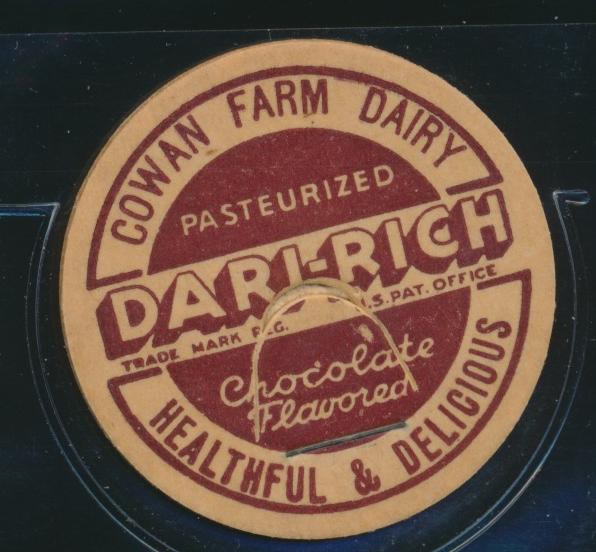 COWAN FARM DAIRY
PASTEURIZED
DARI-RICH
TRADE MARK REG. U.S. PAT. OFFICE
Chocolate
Flavored
HEALTHFUL & DELICIOUS